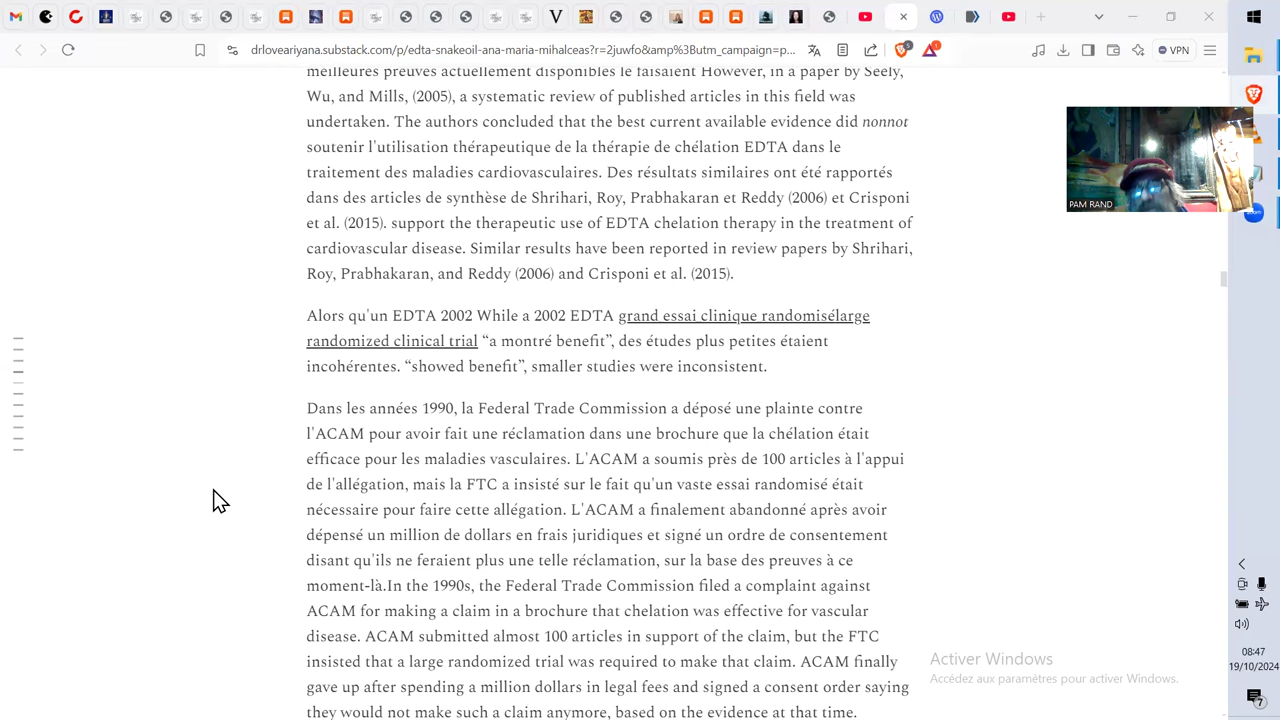 drloveariyana.substack.com/p/edta-snakeoil-ana-maria-mihalceas?r=2juwfo&amp%3Butm_campaign=p...
VPN
meilleures preuves actuellement disponibles le faisaient However, in a paper by Seely,
Wu, and Mills, (2005), a systematic review of published articles in this field was
undertaken. The authors concluded that the best current available evidence did nonnot
soutenir l'utilisation thérapeutique de la thérapie de chélation EDTA dans le
traitement des maladies cardiovasculaires. Des résultats similaires ont été rapportés
dans des articles de synthèse de Shrihari, Roy, Prabhakaran et Reddy (2006) et Crisponi
et al. (2015). support the therapeutic use of EDTA chelation therapy in the treatment of
cardiovascular disease. Similar results have been reported in review papers by Shrihari,
Roy, Prabhakaran, and Reddy (2006) and Crisponi et al. (2015).
Alors qu'un EDTA 2002 While a 2002 EDTA grand essai clinique randomisélarge
randomized clinical trial “a montré benefit”, des études plus petites étaient
incohérentes. “showed benefit”, smaller studies were inconsistent.
Dans les années 1990, la Federal Trade Commission a déposé une plainte contre
l'ACAM pour avoir fait une réclamation dans une brochure que la chélation était
efficace pour les maladies vasculaires. L'ACAM a soumis près de 100 articles à l'appui
de l'allégation, mais la FTC a insisté sur le fait qu'un vaste essai randomisé était
nécessaire pour faire cette allégation. L'ACAM a finalement abandonné après avoir
dépensé un million de dollars en frais juridiques et signé un ordre de consentement
disant qu'ils ne feraient plus une telle réclamation, sur la base des preuves à ce
moment-là.In the 1990s, the Federal Trade Commission filed a complaint against
ACAM for making a claim in a brochure that chelation was effective for vascular
disease. ACAM submitted almost 100 articles in support of the claim, but the FTC
insisted that a large randomized trial was required to make that claim. ACAM finally
gave up after spending a million dollars in legal fees and signed a consent order saying
they would not make such a claim anymore, based on the evidence at that time.
PAM RAND
zoom
Activer Windows
Accédez aux paramètres pour activer Windows.
08:47
19/10/2024
7